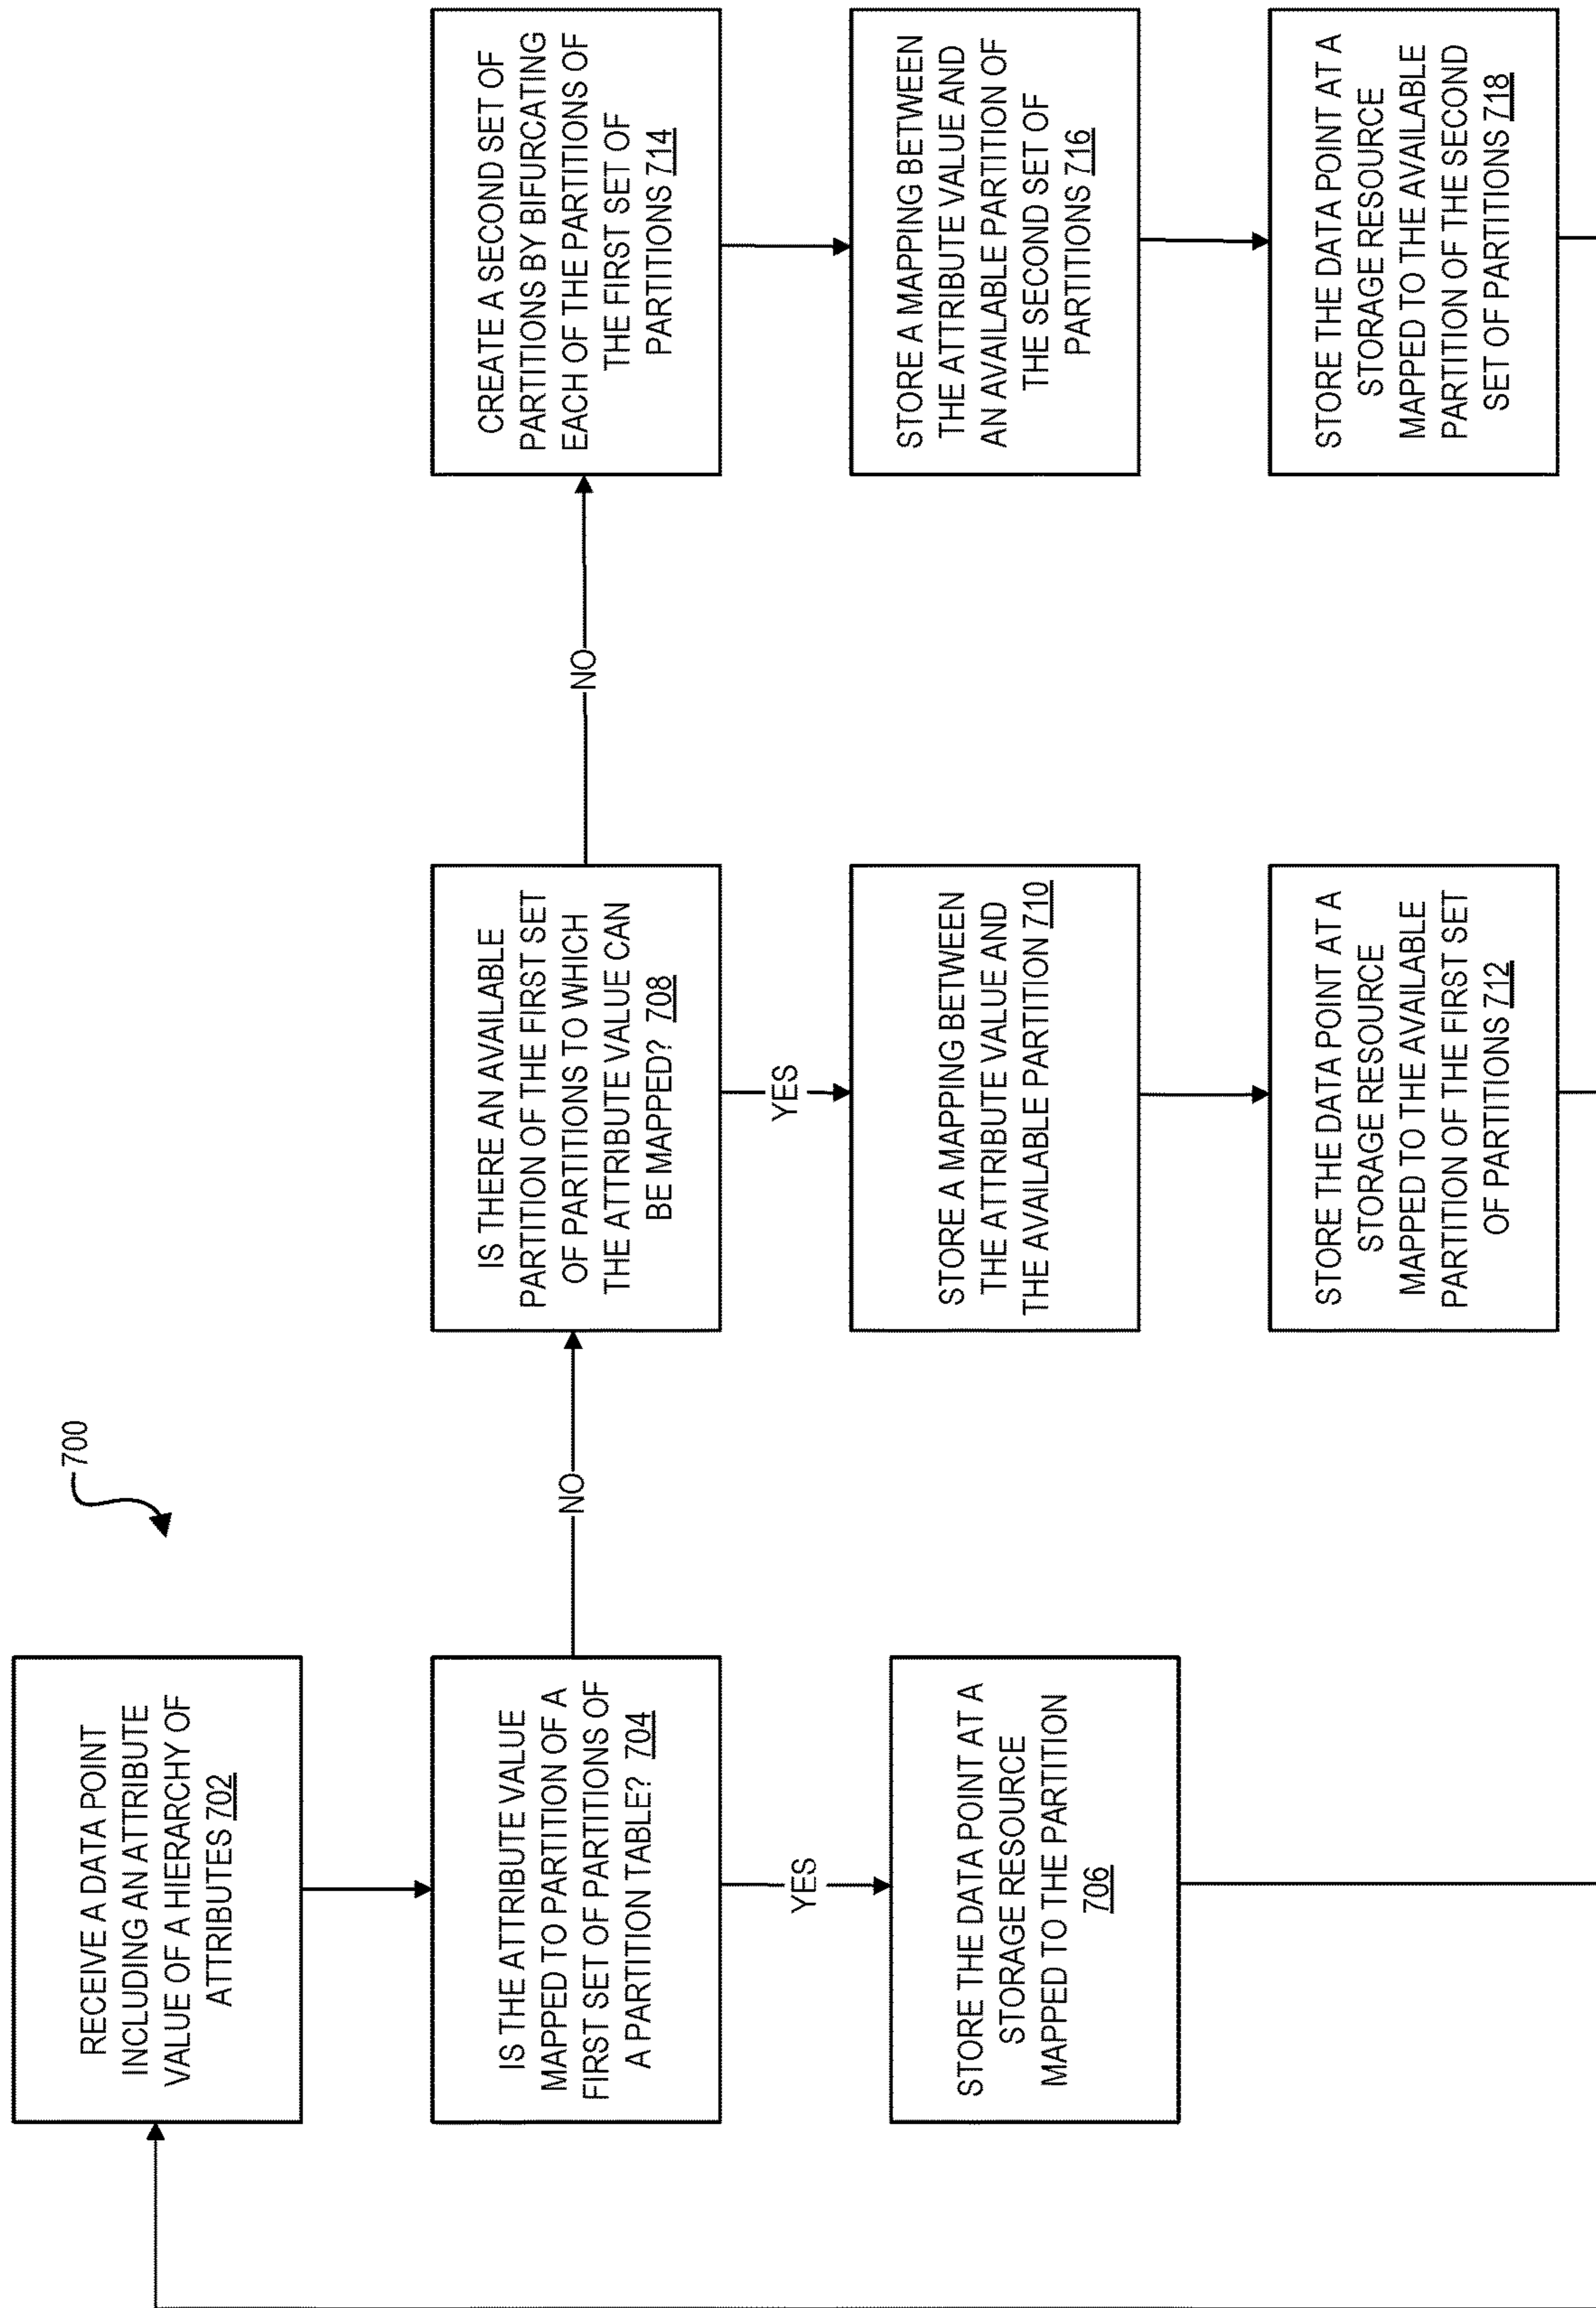 700
RECEIVE A DATA POINT
INCLUDING AN ATTRIBUTE
VALUE OF A HIERARCHY OF
ATTRIBUTES 702
IS THE ATTRIBUTE VALUE
MAPPED TO PARTITION OF A
FIRST SET OF PARTITIONS OF
A PARTITION TABLE? 704
YES
NO
STORE THE DATA POINT AT A
STORAGE RESOURCE
MAPPED TO THE PARTITION
706
IS THERE AN AVAILABLE
PARTITION OF THE FIRST SET
OF PARTITIONS TO WHICH
THE ATTRIBUTE VALUE CAN
BE MAPPED? 708
YES
NO
STORE A MAPPING BETWEEN
THE ATTRIBUTE VALUE AND
THE AVAILABLE PARTITION 710
STORE THE DATA POINT AT A
STORAGE RESOURCE
MAPPED TO THE AVAILABLE
PARTITION OF THE FIRST SET
OF PARTITIONS 712
CREATE A SECOND SET OF
PARTITIONS BY BIFURCATING
EACH OF THE PARTITIONS OF
THE FIRST SET OF
PARTITIONS 714
STORE A MAPPING BETWEEN
THE ATTRIBUTE VALUE AND
AN AVAILABLE PARTITION OF
THE SECOND SET OF
PARTITIONS 716
STORE THE DATA POINT AT A
STORAGE RESOURCE
MAPPED TO THE AVAILABLE
PARTITION OF THE SECOND
SET OF PARTITIONS 718